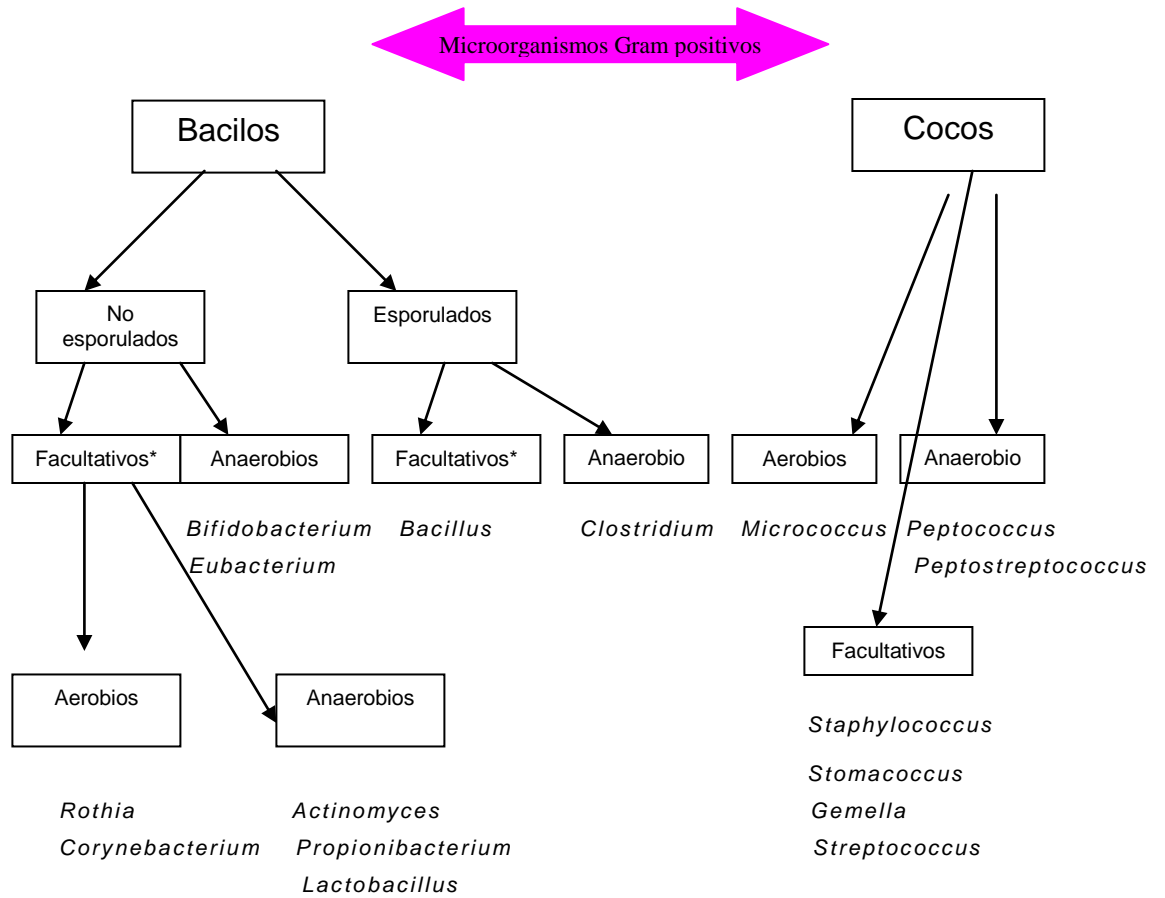 Microorganismos Gram positivos
Bacilos
Cocos
No
esporulados
Esporulados
Facultativos*
Anaerobios
Facultativos*
Anaerobio
Aerobios
Anaerobio
Bifidobacterium
Eubacterium
Bacillus
Clostridium
Micrococcus
Peptococcus
Peptostreptococcus
Facultativos
Aerobios
Anaerobios
Staphylococcus
Stomacoccus
Gemella
Streptococcus
Rothia
Corynebacterium
Actinomyces
Propionibacterium
Lactobacillus